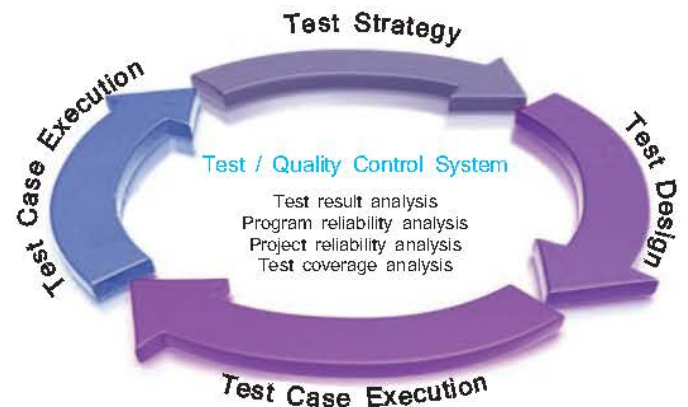 Test Strategy
Test Design
Test Case Execution
Test Case Execution
Test / Quality Control System
Test result analysis
Program reliability analysis
Project reliability analysis
Test coverage analysis